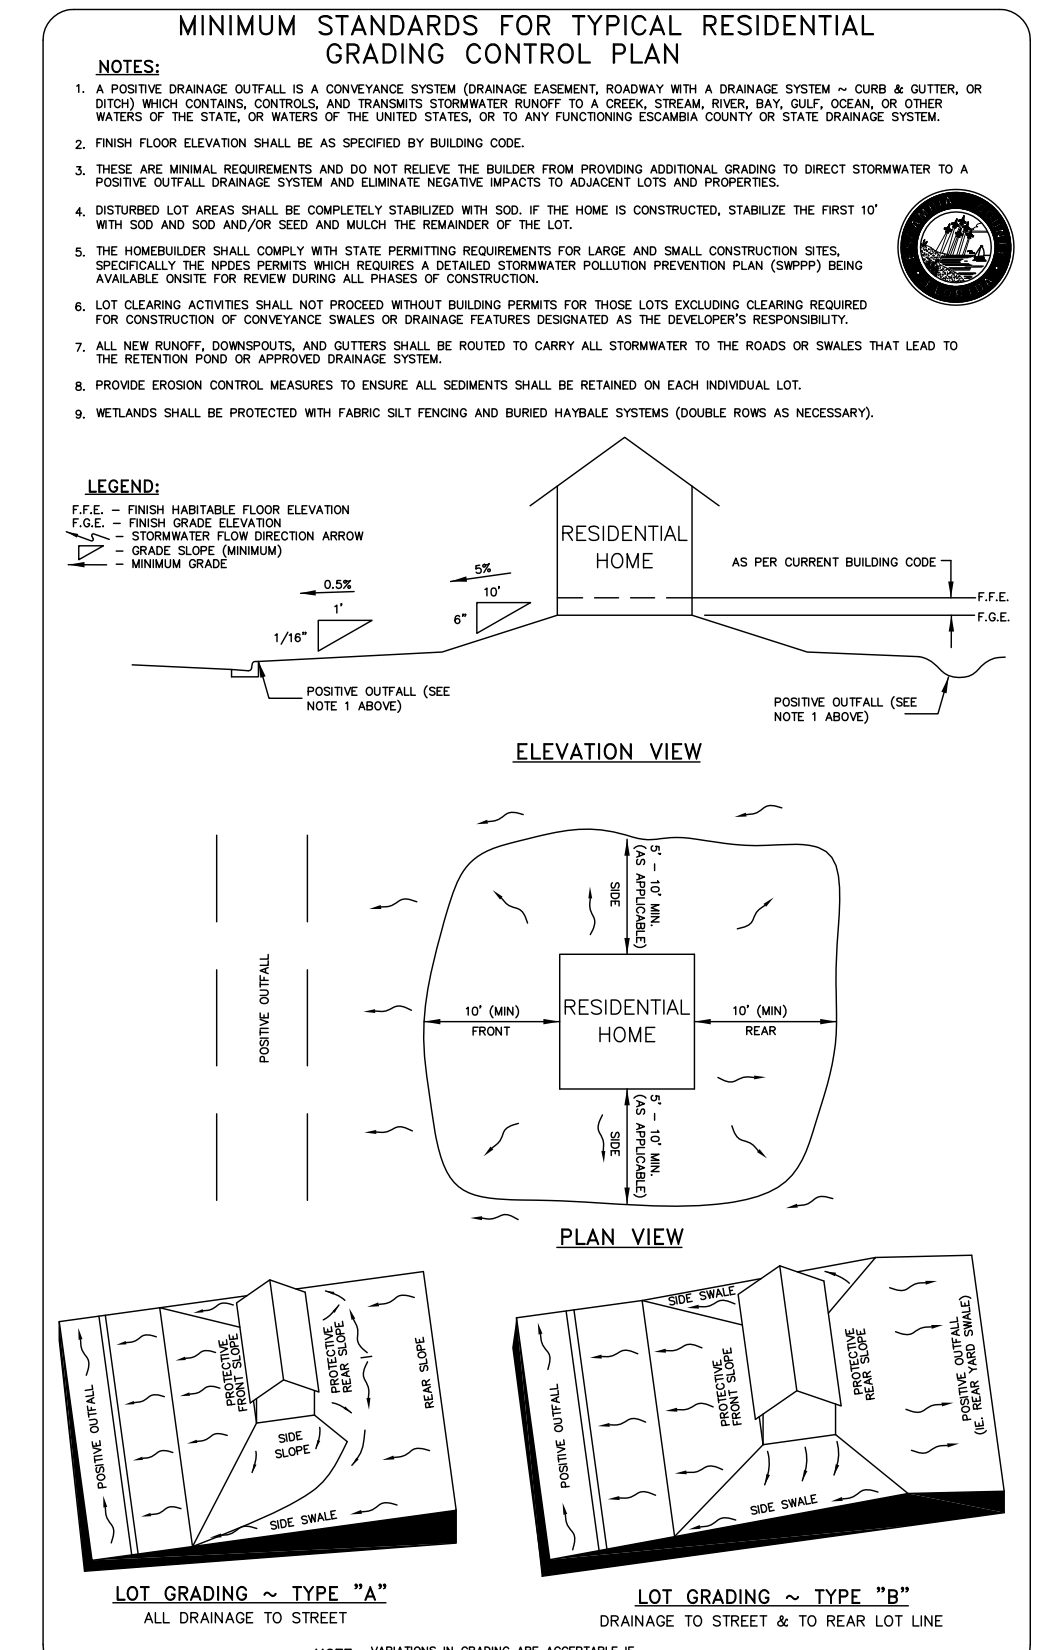 MINIMUM STANDARDS FOR TYPICAL RESIDENTIAL
GRADING CONTROL PLAN
NOTES:
1. A POSITIVE DRAINAGE OUTFALL IS A CONVEYANCE SYSTEM (DRAINAGE EASEMENT, ROADWAY WITH A DRAINAGE SYSTEM ~ CURB & GUTTER, OR
DITCH) WHICH CONTAINS, CONTROLS, AND TRANSMITS STORMWATER RUNOFF TO A CREEK, STREAM, RIVER, BAY, GULF, OCEAN, OR OTHER
WATERS OF THE STATE, OR WATERS OF THE UNITED STATES, OR TO ANY FUNCTIONING ESCAMBIA COUNTY OR STATE DRAINAGE SYSTEM.
2. FINISH FLOOR ELEVATION SHALL BE AS SPECIFIED BY BUILDING CODE.
3. THESE ARE MINIMAL REQUIREMENTS AND DO NOT RELIEVE THE BUILDER FROM PROVIDING ADDITIONAL GRADING TO DIRECT STORMWATER TO A
POSITIVE OUTFALL DRAINAGE SYSTEM AND ELIMINATE NEGATIVE IMPACTS TO ADJACENT LOTS AND PROPERTIES.
4. DISTURBED LOT AREAS SHALL BE COMPLETELY STABILIZED WITH SOD. IF THE HOME IS CONSTRUCTED, STABILIZE THE FIRST 10'
WITH SOD AND SOD AND/OR SEED AND MULCH THE REMAINDER OF THE LOT.
5. THE HOMEBUILDER SHALL COMPLY WITH STATE PERMITTING REQUIREMENTS FOR LARGE AND SMALL CONSTRUCTION SITES,
SPECIFICALLY THE NPDES PERMITS WHICH REQUIRES A DETAILED STORMWATER POLLUTION PREVENTION PLAN (SWPPP) BEING
AVAILABLE ONSITE FOR REVIEW DURING ALL PHASES OF CONSTRUCTION.
6. LOT CLEARING ACTIVITIES SHALL NOT PROCEED WITHOUT BUILDING PERMITS FOR THOSE LOTS EXCLUDING CLEARING REQUIRED
FOR CONSTRUCTION OF CONVEYANCE SWALES OR DRAINAGE FEATURES DESIGNATED AS THE DEVELOPER'S RESPONSIBILITY.
7. ALL NEW RUNOFF, DOWNSPOUTS, AND GUTTERS SHALL BE ROUTED TO CARRY ALL STORMWATER TO THE ROADS OR SWALES THAT LEAD TO
THE RETENTION POND OR APPROVED DRAINAGE SYSTEM.
8. PROVIDE EROSION CONTROL MEASURES TO ENSURE ALL SEDIMENTS SHALL BE RETAINED ON EACH INDIVIDUAL LOT.
9. WETLANDS SHALL BE PROTECTED WITH FABRIC SILT FENCING AND BURIED HAYBALE SYSTEMS (DOUBLE ROWS AS NECESSARY).
LEGEND:
F.F.E. – FINISH HABITABLE FLOOR ELEVATION
F.G.E. – FINISH GRADE ELEVATION
– STORMWATER FLOW DIRECTION ARROW
– GRADE SLOPE (MINIMUM)
– MINIMUM GRADE
RESIDENTIAL
HOME
AS PER CURRENT BUILDING CODE
F.F.E.
F.G.E.
5%
10'
6"
0.5%
1'
1/16"
POSITIVE OUTFALL (SEE
NOTE 1 ABOVE)
POSITIVE OUTFALL (SEE
NOTE 1 ABOVE)
ELEVATION VIEW
5' – 10' MIN.
(AS APPLICABLE)
SIDE
POSITIVE OUTFALL
10' (MIN)
FRONT
RESIDENTIAL
HOME
10' (MIN)
REAR
5' – 10' MIN.
(AS APPLICABLE)
SIDE
PLAN VIEW
POSITIVE OUTFALL
PROTECTIVE
FRONT SLOPE
PROTECTIVE
REAR SLOPE
REAR SLOPE
SIDE
SLOPE
SIDE SWALE
LOT GRADING ~ TYPE "A"
ALL DRAINAGE TO STREET
SIDE SWALE
POSITIVE OUTFALL
PROTECTIVE
FRONT SLOPE
PROTECTIVE
REAR SLOPE
POSITIVE OUTFALL
(IE. REAR YARD SWALE)
SIDE SWALE
LOT GRADING ~ TYPE "B"
DRAINAGE TO STREET & TO REAR LOT LINE
VARIATIONS IN GRADING ARE ACCEPTABLE IF